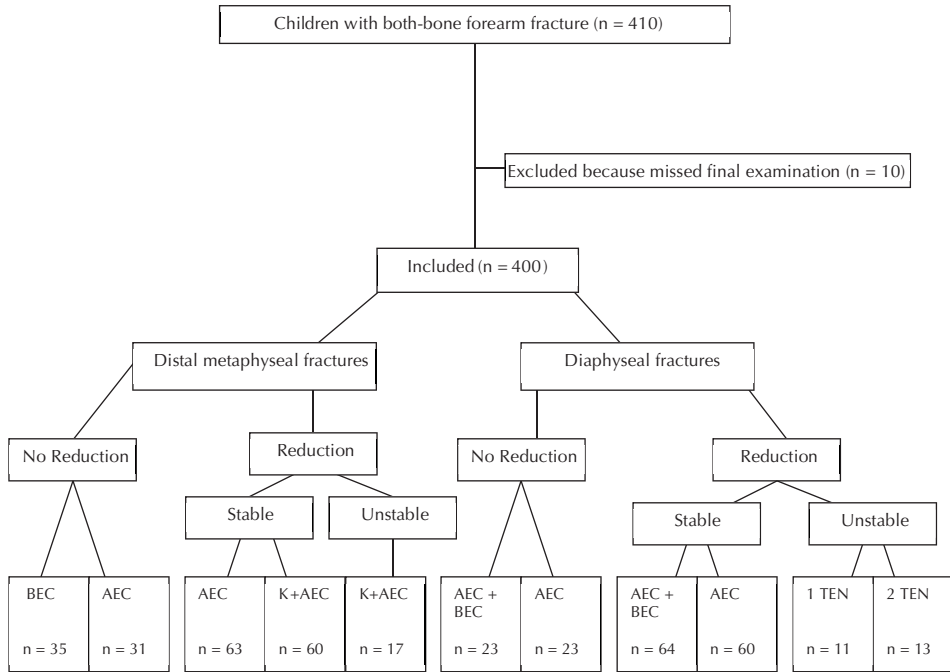 Children with both-bone forearm fracture (n = 410)
Excluded because missed final examination (n = 10)
Included (n = 400)
Distal metaphyseal fractures
Diaphyseal fractures
No Reduction
Reduction
No Reduction
Reduction
Stable
Unstable
Stable
Unstable
BEC
n = 35
AEC
n = 31
AEC
n = 63
K+AEC
n = 60
K+AEC
n = 17
AEC +
BEC
n = 23
AEC
n = 23
AEC +
BEC
n = 64
AEC
n = 60
1 TEN
n = 11
2 TEN
n = 13